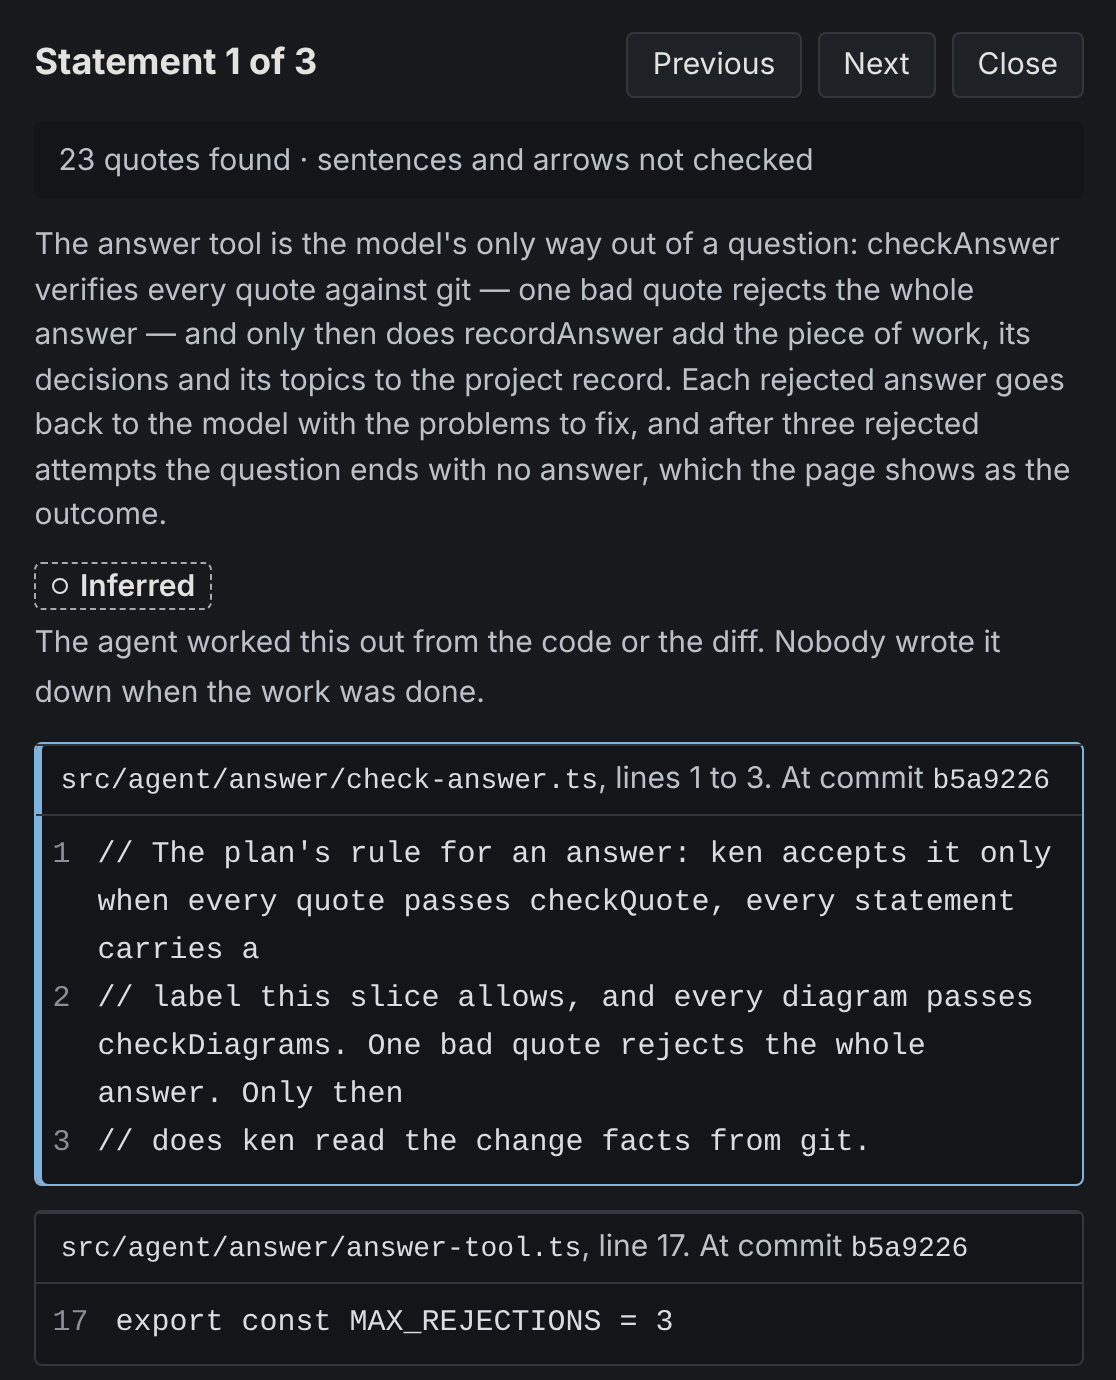 Statement 1 of 3
Previous
Next
Close
23 quotes found · sentences and arrows not checked
The answer tool is the model's only way out of a question: checkAnswer
verifies every quote against git — one bad quote rejects the whole
answer — and only then does recordAnswer add the piece of work, its
decisions and its topics to the project record. Each rejected answer goes
back to the model with the problems to fix, and after three rejected
attempts the question ends with no answer, which the page shows as the
outcome.
Inferred
The agent worked this out from the code or the diff. Nobody wrote it
down when the work was done.
src/agent/answer/check-answer.ts, lines 1 to 3. At commit b5a9226
1 // The plan's rule for an answer: ken accepts it only
when every quote passes checkQuote, every statement
carries a
2 // label this slice allows, and every diagram passes
checkDiagrams. One bad quote rejects the whole
answer. Only then
3 // does ken read the change facts from git.
src/agent/answer/answer-tool.ts, line 17. At commit b5a9226
17 export const MAX_REJECTIONS = 3